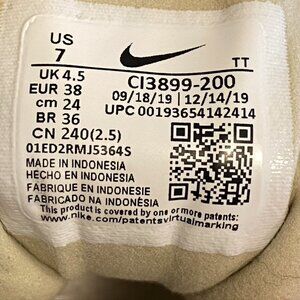 US
7
TT
UK 4.5
EUR 38
cm 24
BR 36
CN 240(2.5)
CI3899-200
09/18/19 | 12/14/19
UPC 00193654142414
01ED2RMJ5364S
MADE IN INDONESIA
HECHO EN INDONESIA
FABRIQUE EN INDONESIE
FABRICADO NA INDONÉSIA
This product is covered by one or more patents:
www.nike.com/patentsvirtualmarking